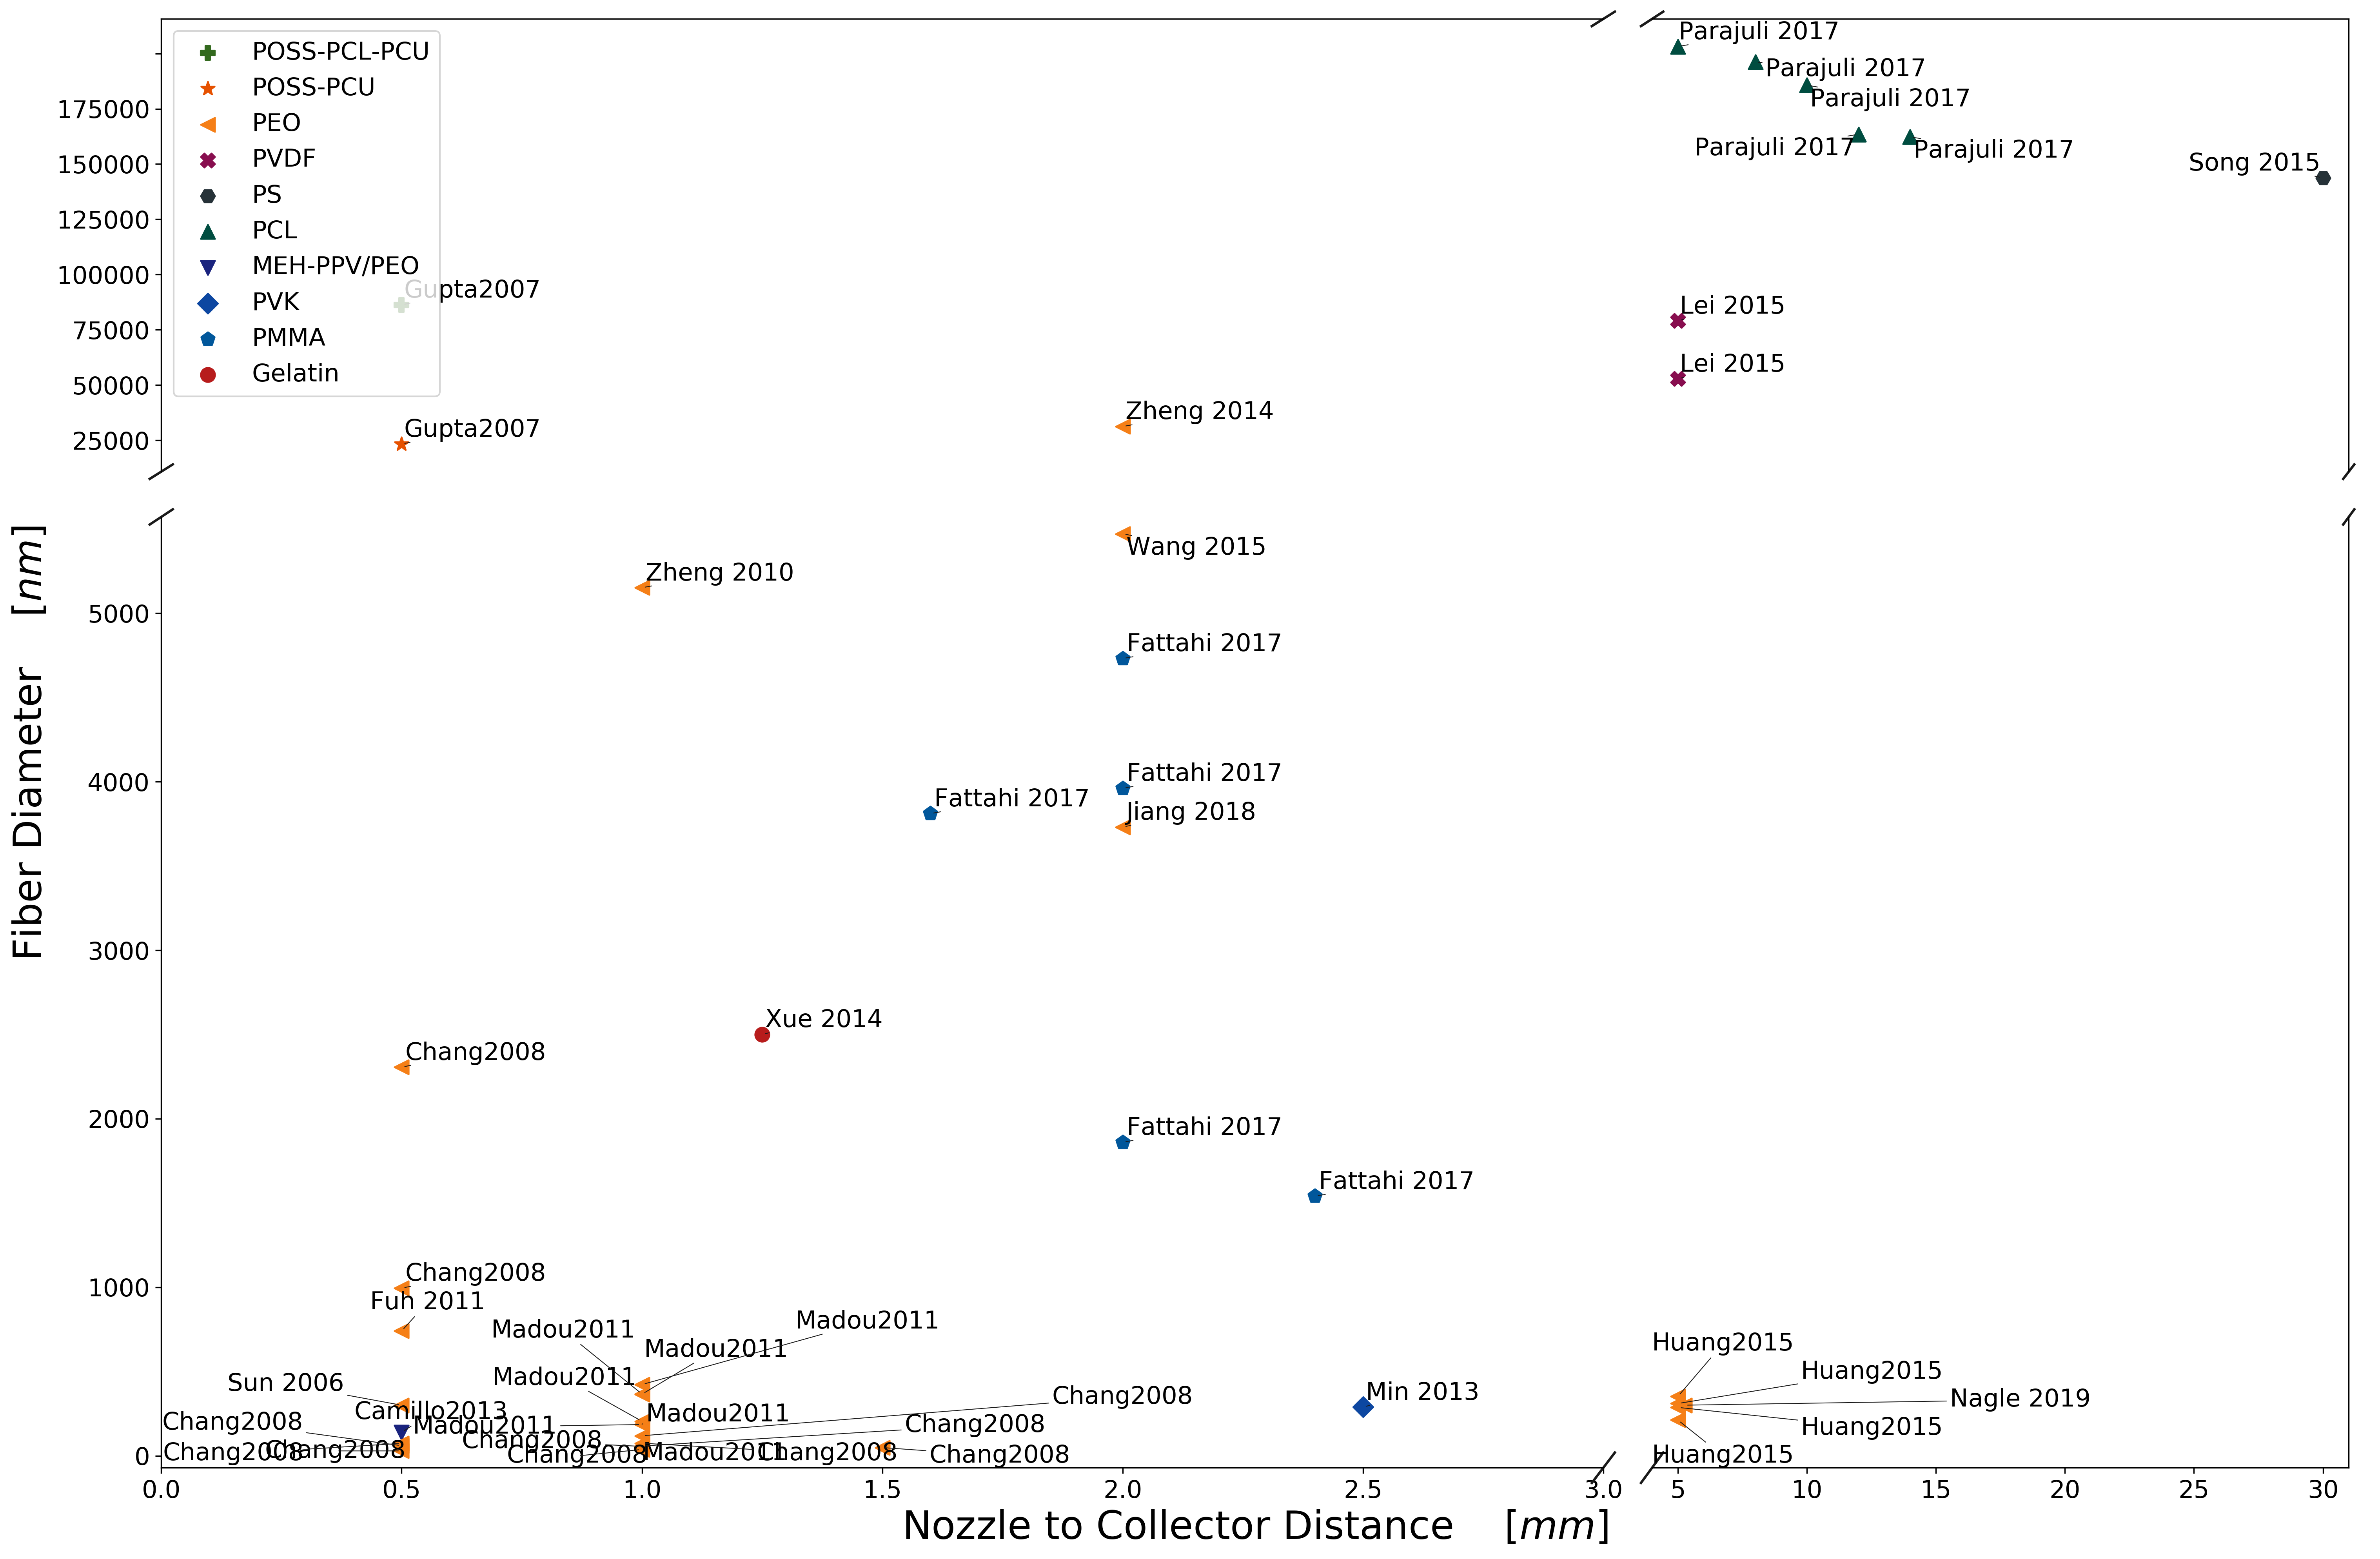 POSS-PCL-PCU
POSS-PCU
PEO
PVDF
PS
PCL
MEH-PPV/PEO
PVK
PMMA
Gelatin
175000
150000
125000
100000
75000
50000
25000
5000
4000
3000
2000
1000
0
Fiber Diameter [nm]
Parajuli 2017
Parajuli 2017
Parajuli 2017
Parajuli 2017
Parajuli 2017
Song 2015
Gupta2007
Lei 2015
Lei 2015
Zheng 2014
Gupta2007
Wang 2015
Zheng 2010
Fattahi 2017
Fattahi 2017
Fattahi 2017
Jiang 2018
Xue 2014
Chang2008
Fattahi 2017
Fattahi 2017
Chang2008
Fuh 2011
Madou2011
Madou2011
Madou2011
Huang2015
Sun 2006
Madou2011
Huang2015
Chang2008
Min 2013
Nagle 2019
Camillo2013
Madou2011
Chang2008
Madou2011
Chang2008
Huang2015
Chang2008
Chang2008
Chang2008
Chang2008
Madou2011
Chang2008
Chang2008
Huang2015
0.0
0.5
1.0
1.5
2.0
2.5
3.0
5
10
15
20
25
30
Nozzle to Collector Distance [mm]